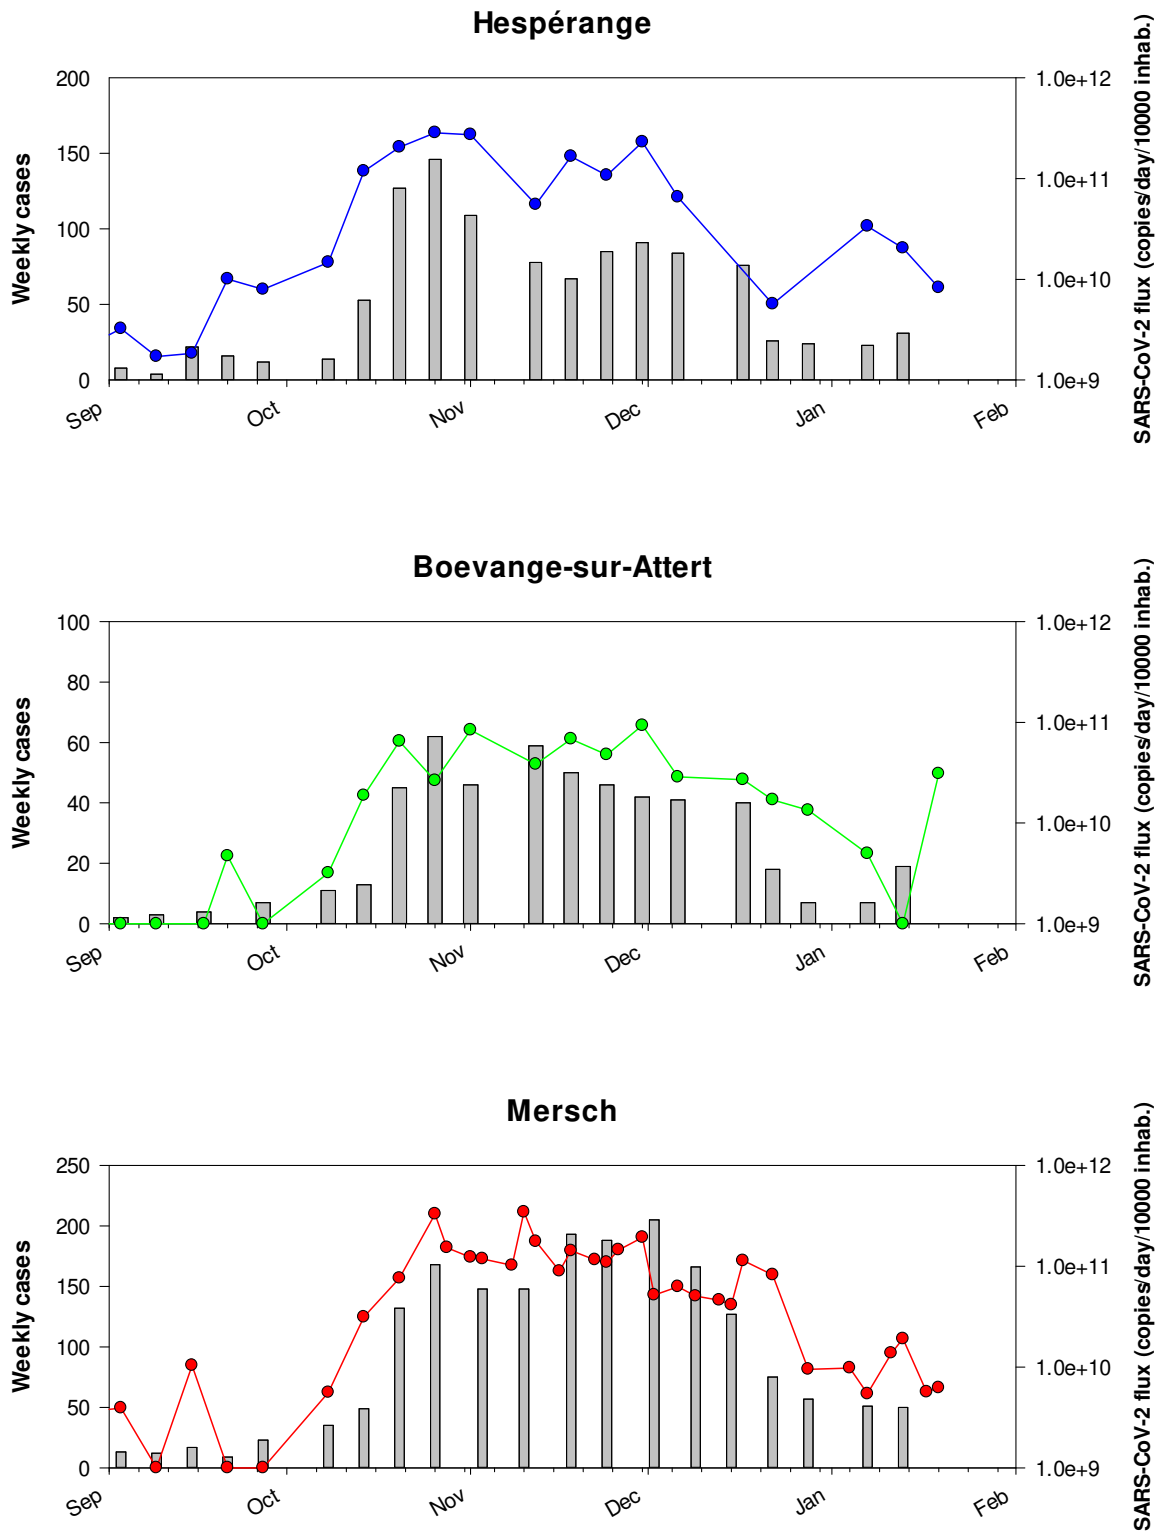 Hespérange
Weekly cases
200
150
100
50
0
1.0e+12
1.0e+11
1.0e+10
1.0e+9
SARS-CoV-2 flux (copies/day/10000 inhab.)
Sep
Oct
Nov
Dec
Jan
Feb
Boevange-sur-Attert
Weekly cases
100
80
60
40
20
0
1.0e+12
1.0e+11
1.0e+10
1.0e+9
SARS-CoV-2 flux (copies/day/10000 inhab.)
Sep
Oct
Nov
Dec
Jan
Feb
Mersch
Weekly cases
250
200
150
100
50
0
1.0e+12
1.0e+11
1.0e+10
1.0e+9
SARS-CoV-2 flux (copies/day/10000 inhab.)
Sep
Oct
Nov
Dec
Jan
Feb